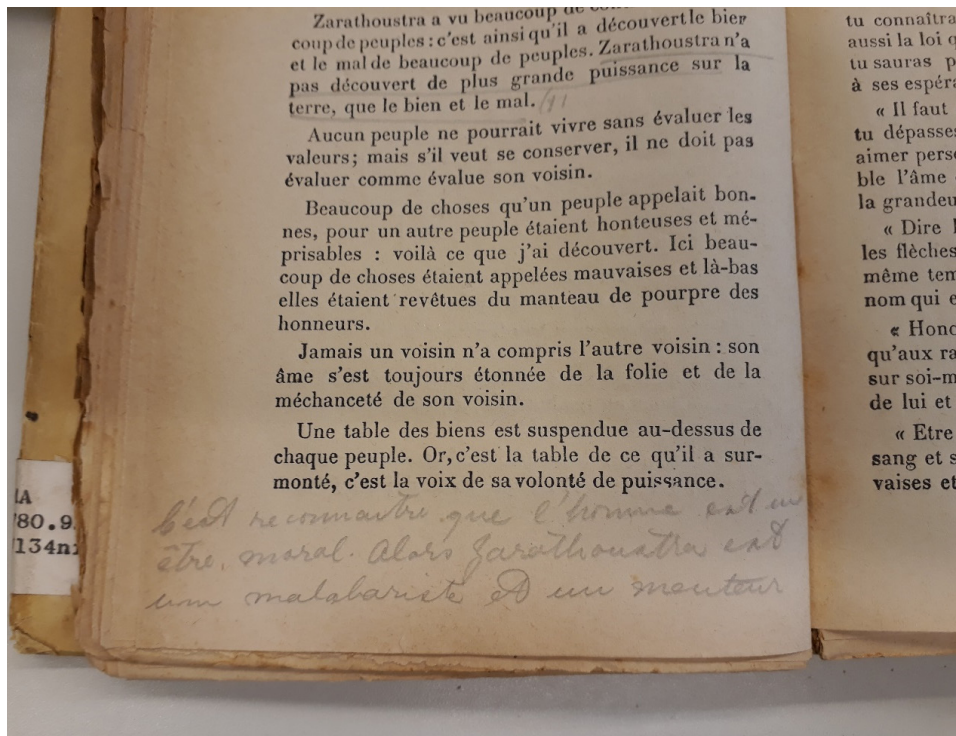 Zarathoustra a vu beaucoup de
coup de peuples : c'est ainsi qu'il a découvert le bien
et le mal de beaucoup de peuples. Zarathoustra n'a
pas découvert de plus grande puissance sur la
terre, que le bien et le mal.
Aucun peuple ne pourrait vivre sans évaluer les
valeurs ; mais s'il veut se conserver, il ne doit pas
évaluer comme évalue son voisin.
Beaucoup de choses qu'un peuple appelait bon-
nes, pour un autre peuple étaient honteuses et mé-
prisables : voilà ce que j'ai découvert. Ici beau-
coup de choses étaient appelées mauvaises et là-bas
elles étaient revêtues du manteau de pourpre des
honneurs.
Jamais un voisin n'a compris l'autre voisin : son
âme s'est toujours étonnée de la folie et de la
méchanceté de son voisin.
Une table des biens est suspendue au-dessus de
chaque peuple. Or, c'est la table de ce qu'il a sur-
monté, c'est la voix de sa volonté de puissance.
C'est reconnaitre que l'homme est un
être moral. Alors Zarathoustra est
um malabariste et un menteur
80.9
134n
tu connaîtra
aussi la loi
tu sauras
à ses espéra
« Il faut
tu dépasses
aimer pers
ble l'âme
la grandeu
« Dire
les flèches
même tem
nom qui e
« Hono
qu'aux ra
sur soi-m
de lui et
« Etre
sang et s
vaises et